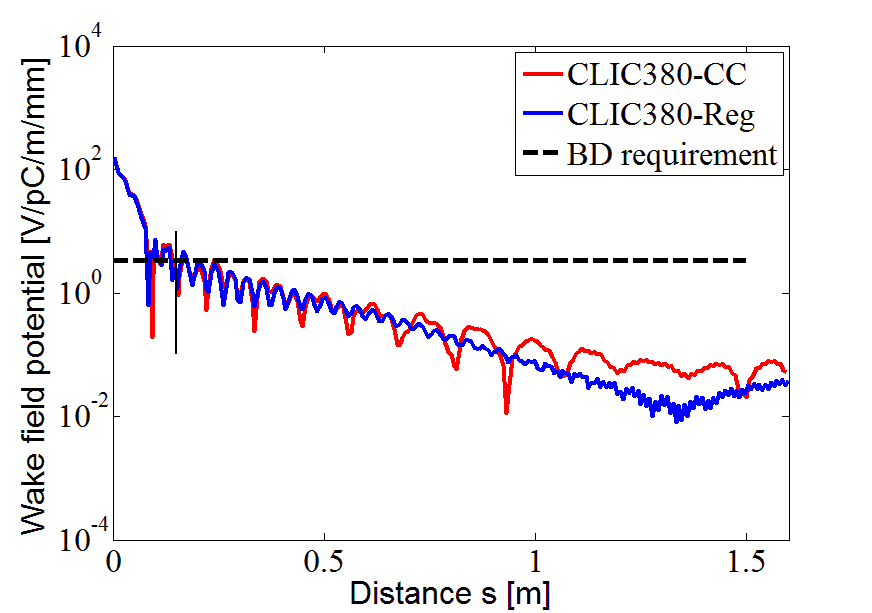 10^4
CLIC380-CC
CLIC380-Reg
BD requirement
10^2
10^0
10^-2
10^-4
Wake field potential [V/pC/m/mm]
0 0.5 1 1.5
Distance s [m]